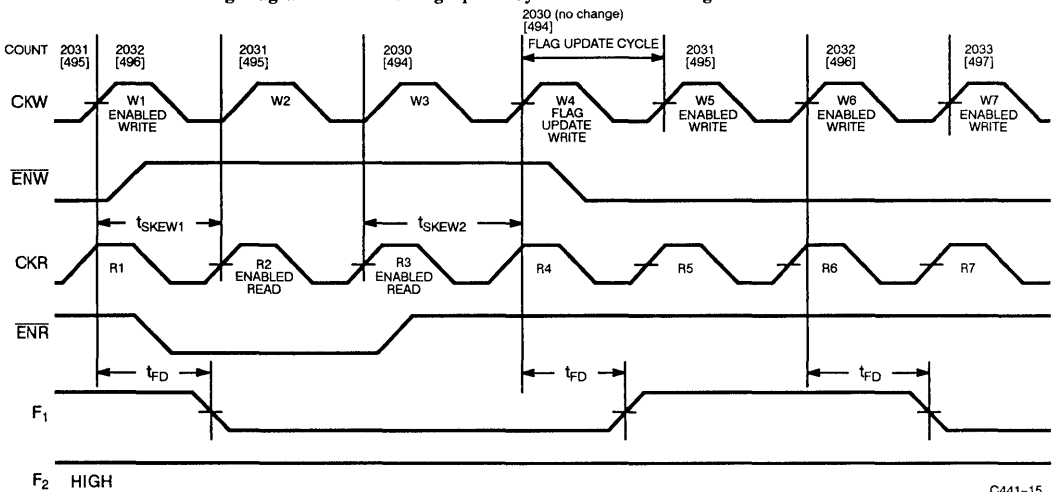 2030 (no change)
[494]
COUNT 2031 2032 2031 2030 FLAG UPDATE CYCLE 2031 2032 2033
[495] [496] [495] [494] [495] [496] [497]
CKW W1 W2 W3 W4 W5 W6 W7
ENABLED WRITE
FLAG UPDATE WRITE
ENABLED WRITE
ENABLED WRITE
ENABLED WRITE
ENW
tSKEW1 tSKEW2
CKR R1 R2 R3 R4 R5 R6 R7
ENABLED READ
ENABLED READ
ENR
tFD tFD tFD
F1
F2 HIGH
C441–15